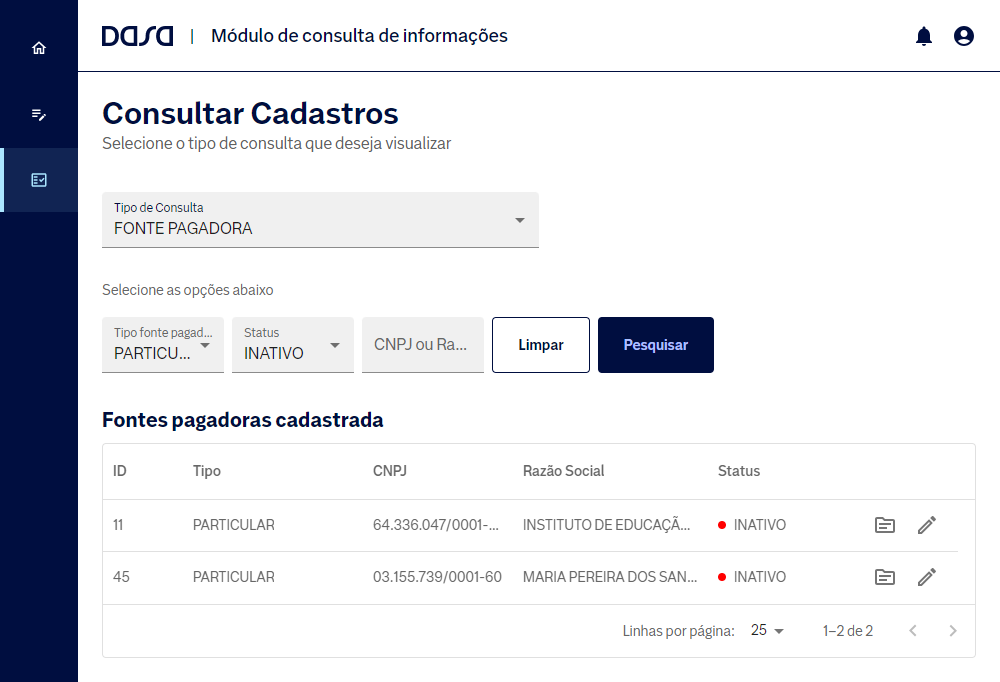 DASA | Módulo de consulta de informações
Consultar Cadastros
Selecione o tipo de consulta que deseja visualizar
Tipo de Consulta
FONTE PAGADORA
Selecione as opções abaixo
Tipo fonte pagad...
PARTICU...
Status
INATIVO
CNPJ ou Ra...
Limpar
Pesquisar
Fontes pagadoras cadastrada
ID Tipo CNPJ Razão Social Status
11 PARTICULAR 64.336.047/0001-... INSTITUTO DE EDUCAÇÃ... INATIVO
45 PARTICULAR 03.155.739/0001-60 MARIA PEREIRA DOS SAN... INATIVO
Linhas por página: 25 1–2 de 2